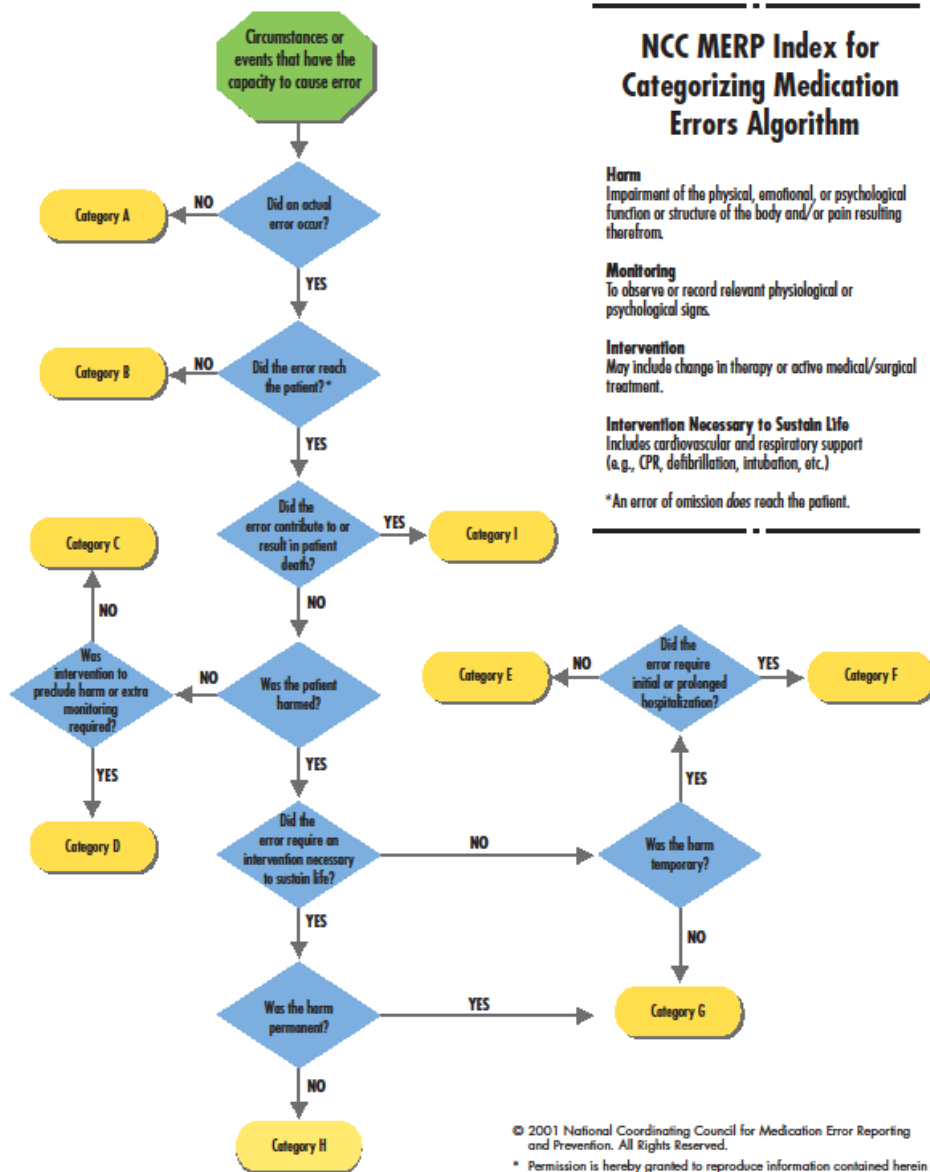 Circumstances or
events that have the
capacity to cause error
NCC MERP Index for
Categorizing Medication
Errors Algorithm
Harm
Impairment of the physical, emotional, or psychological
function or structure of the body and/or pain resulting
therefrom.
Monitoring
To observe or record relevant physiological or
psychological signs.
Intervention
May include change in therapy or active medical/surgical
treatment.
Intervention Necessary to Sustain Life
Includes cardiovascular and respiratory support
(e.g., CPR, defibrillation, intubation, etc.)
*An error of omission does reach the patient.
Did an actual
error occur?
NO
Category A
YES
Did the error reach
the patient?*
NO
Category B
YES
Did the
error contribute to or
result in patient
death?
YES
Category I
NO
Was the patient
harmed?
NO
Was
intervention to
preclude harm or extra
monitoring
required?
NO
Category C
YES
Category D
YES
Did the
error require an
intervention necessary
to sustain life?
NO
Was the harm
temporary?
YES
Did the
error require
initial or prolonged
hospitalization?
NO
Category E
YES
Category F
NO
Category G
YES
Was the harm
permanent?
YES
NO
Category H
© 2001 National Coordinating Council for Medication Error Reporting
and Prevention. All Rights Reserved.
* Permission is hereby granted to reproduce information contained herein